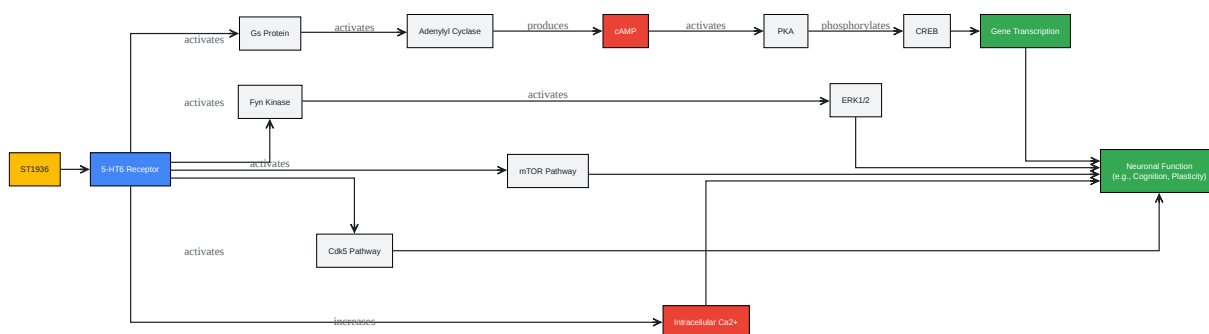 activates
Gs Protein
activates
Adenylyl Cyclase
produces
cAMP
activates
PKA
phosphorylates
CREB
Gene Transcription
activates
Fyn Kinase
activates
ERK1/2
ST1936
5-HT6 Receptor
activates
mTOR Pathway
Neuronal Function
(e.g., Cognition, Plasticity)
activates
Cdk5 Pathway
increases
Intracellular Ca2+